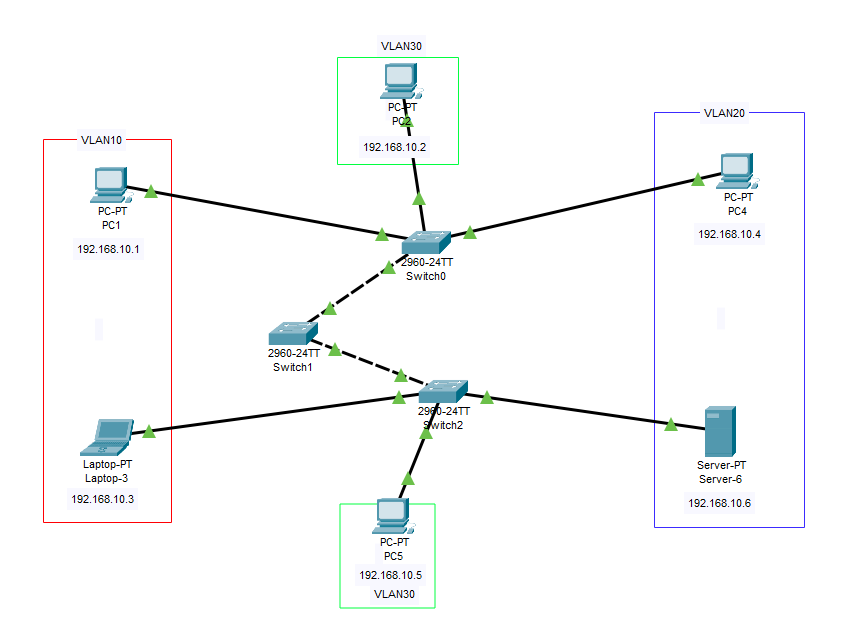 VLAN30
PC-PT
PC2
192.168.10.2
VLAN10
PC-PT
PC1
192.168.10.1
VLAN20
PC-PT
PC4
192.168.10.4
2960-24TT
Switch0
2960-24TT
Switch1
2960-24TT
Switch2
Laptop-PT
Laptop-3
192.168.10.3
Server-PT
Server-6
192.168.10.6
PC-PT
PC5
192.168.10.5
VLAN30